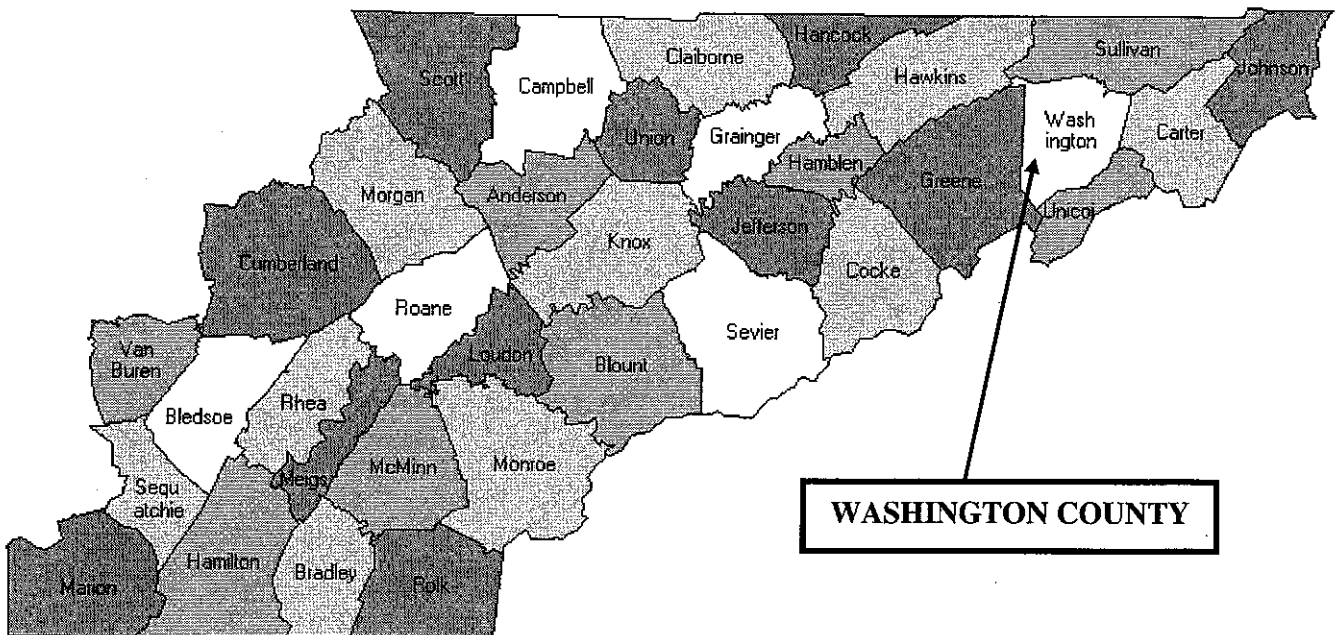 Hancock
Claiborne
Sullivan
Scott
Campbell
Hawkins
Johnson
Wash
ington
Union
Grainger
Carter
Hamblen
Greene
Morgan
Anderson
Unicoi
Jefferson
Knox
Cumberland
Cocke
Roane
Sevier
Van
Buren
Loudon
Blount
Rhea
Bledsoe
McMinn
Monroe
Meigs
Sequ
atchie
WASHINGTON COUNTY
Hamilton
Bradley
Marion
Polk